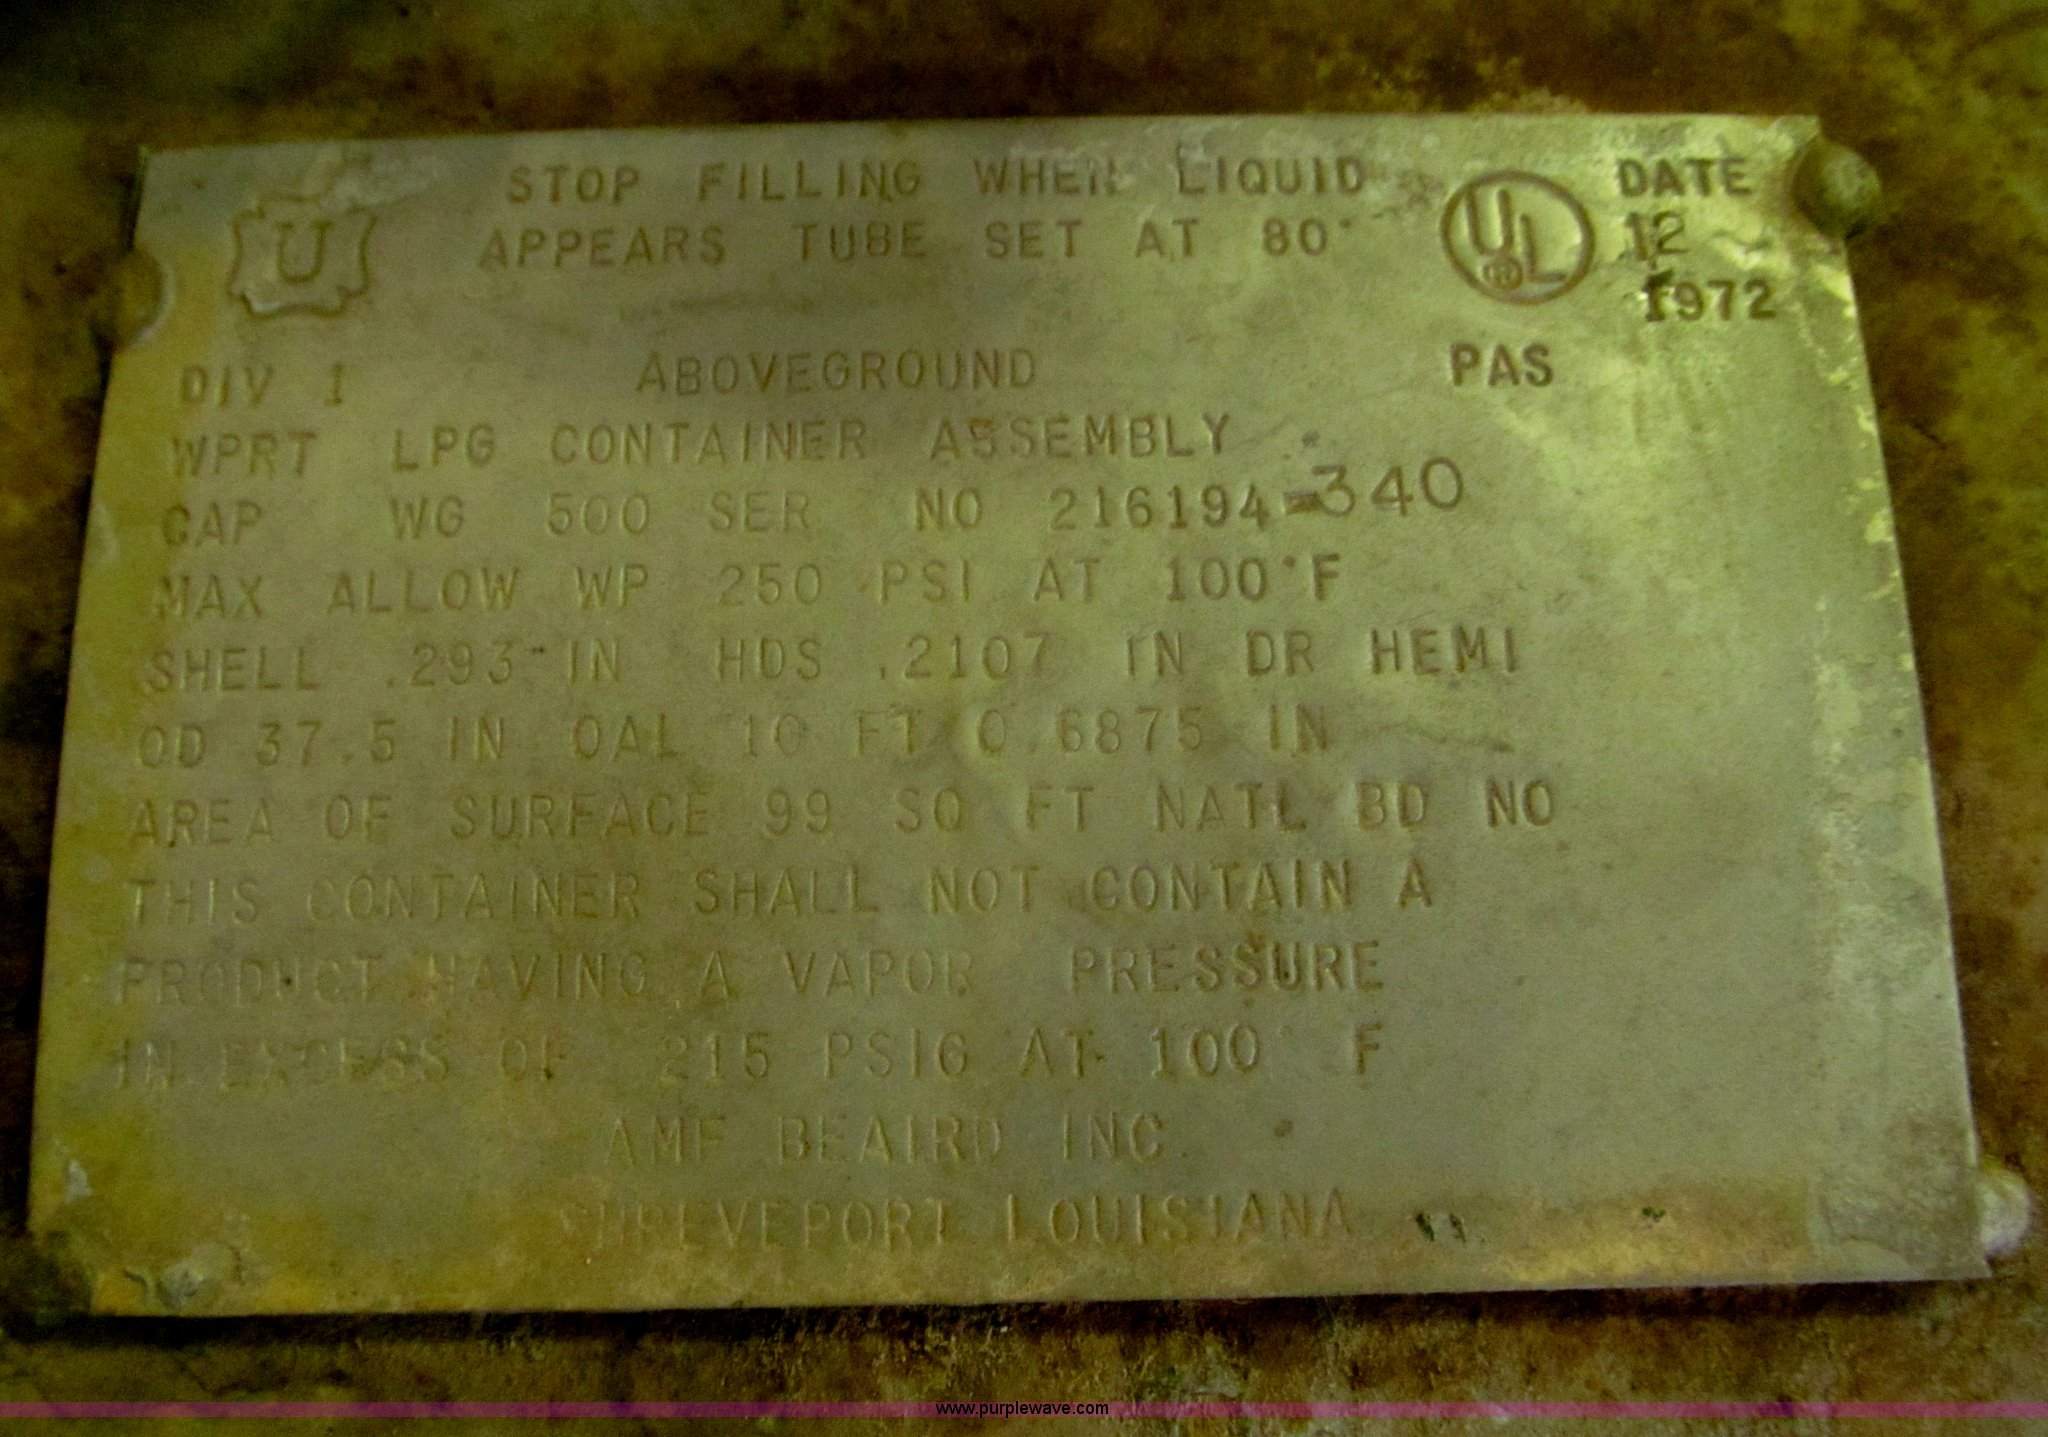 U
STOP FILLING WHEN LIQUID
APPEARS TUBE SET AT 80°
UL
DATE
12
1972
DIV 1 ABOVEGROUND PAS
WPRT LPG CONTAINER ASSEMBLY
CAP WG 500 SER NO 216194-340
MAX ALLOW WP 250 PSI AT 100°F
SHELL .293 IN HDS .2107 IN DR HEMI
OD 37.5 IN OAL 10 FT 0.6875 IN
AREA OF SURFACE 99 SQ FT NATL BD NO
THIS CONTAINER SHALL NOT CONTAIN A
PRODUCT HAVING A VAPOR PRESSURE
IN EXCESS OF 215 PSIG AT 100° F
AMF BEAIRD INC.
SHREVEPORT LOUISIANA
www.purplewave.com